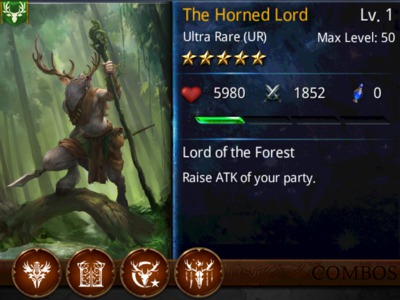 The Horned Lord Lv. 1
Ultra Rare (UR) Max Level: 50
5980 1852 0
Lord of the Forest
Raise ATK of your party.
COMBOS